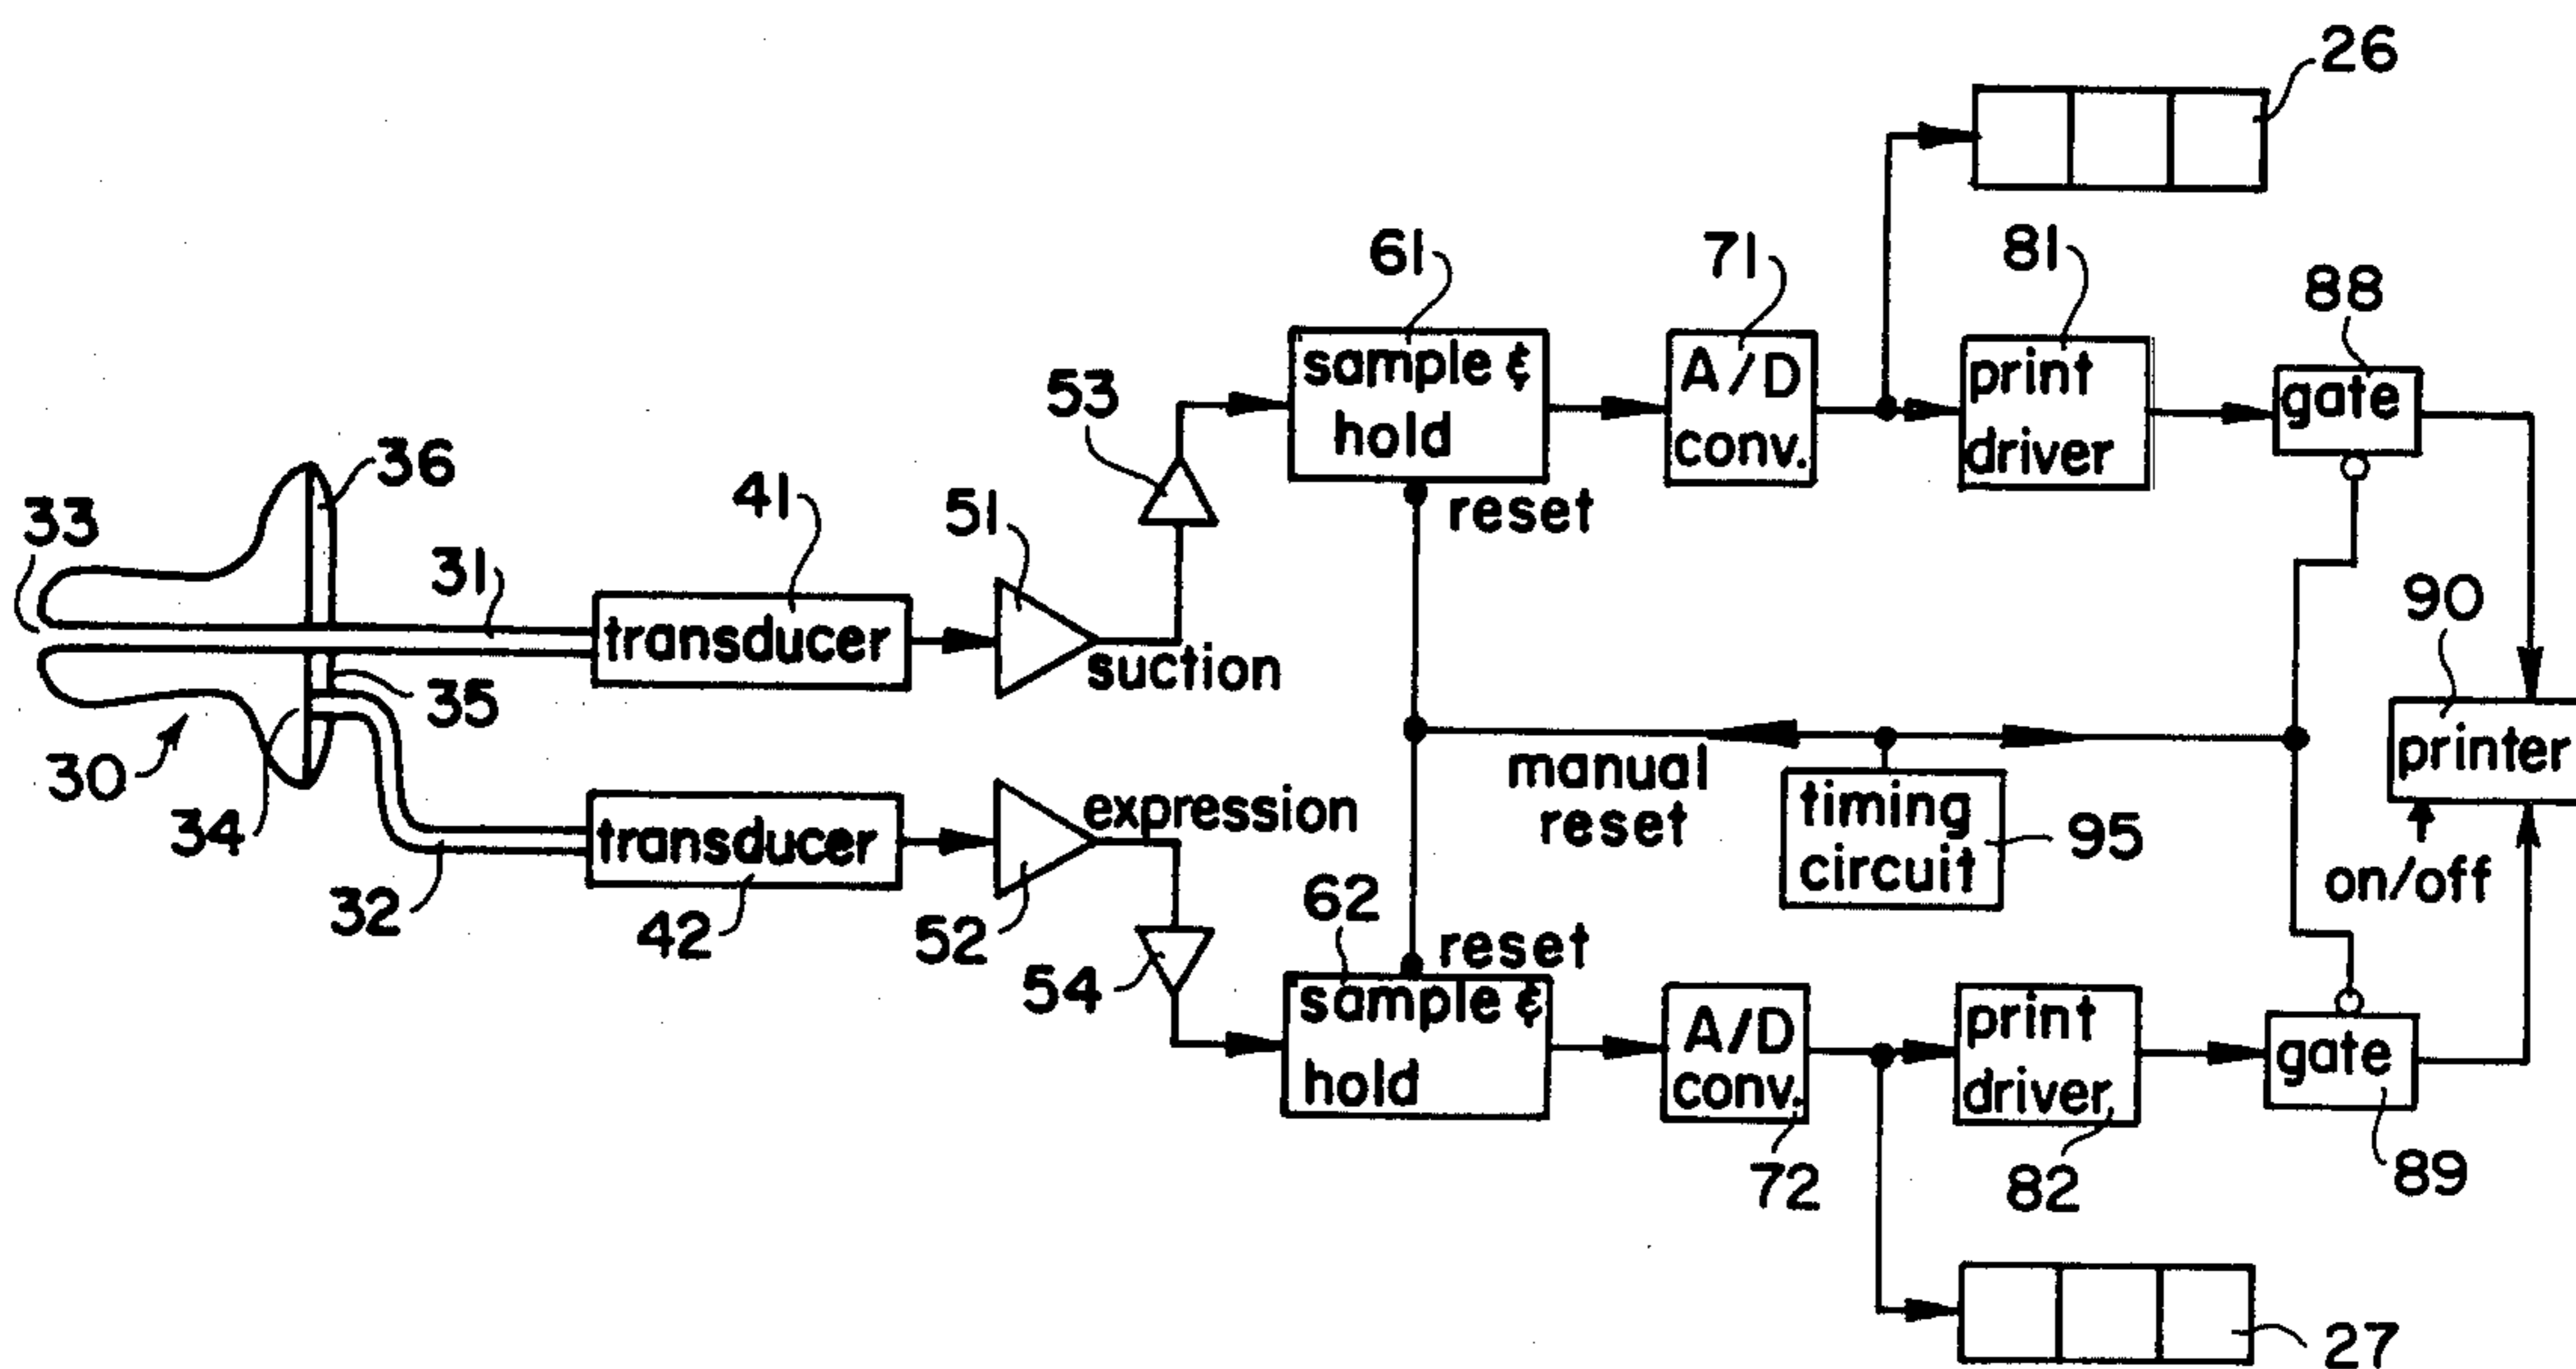 26
61
71
81
88
53
sample &
hold
A/D
conv.
print
driver
gate
36
41
51
reset
33
31
90
transducer
suction
35
printer
30
manual
reset
timing
circuit
95
34
expression
on/off
transducer
32
42
52
62
reset
54
sample &
hold
A/D
conv.
print
driver
gate
72
82
89
27